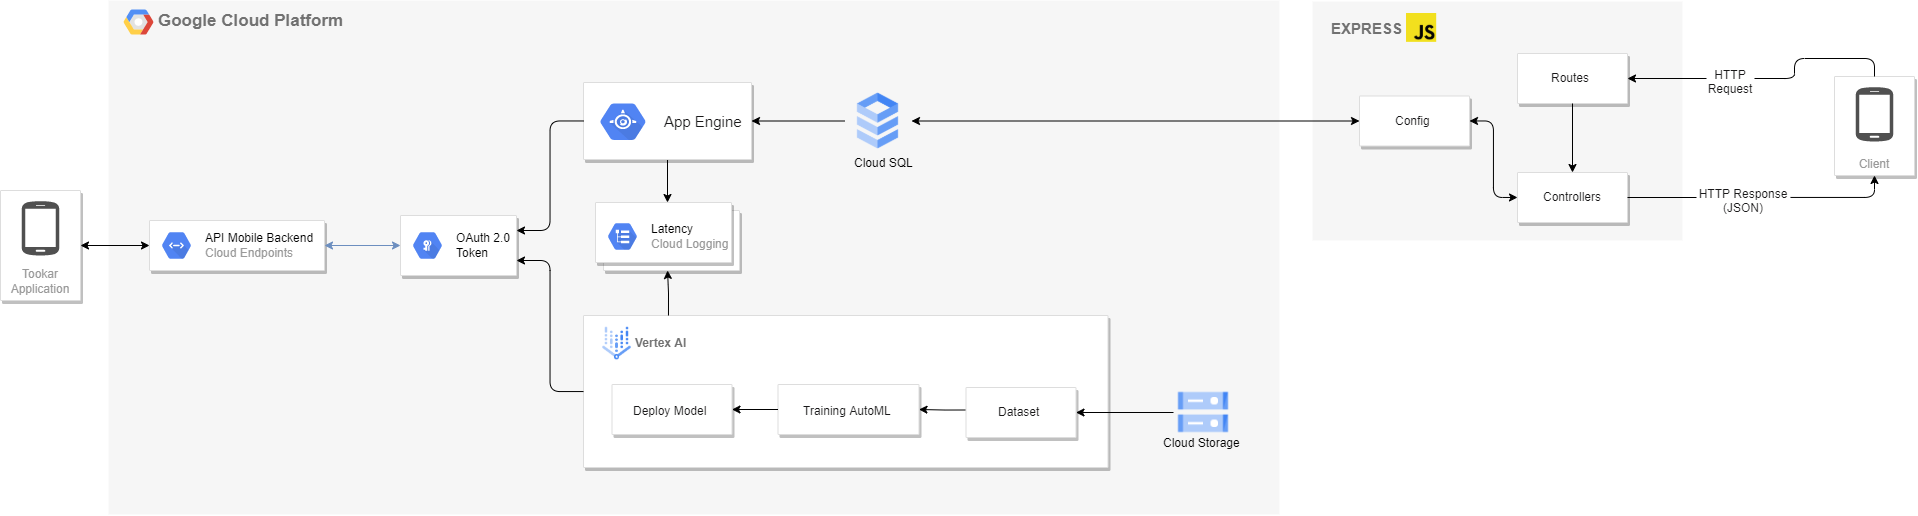 Google Cloud Platform
EXPRESS JS
Routes
HTTP
Request
App Engine
Config
Cloud SQL
Client
Controllers
HTTP Response
(JSON)
Latency
Cloud Logging
API Mobile Backend
Cloud Endpoints
OAuth 2.0
Token
Tookar
Application
Vertex AI
Deploy Model
Training AutoML
Dataset
Cloud Storage